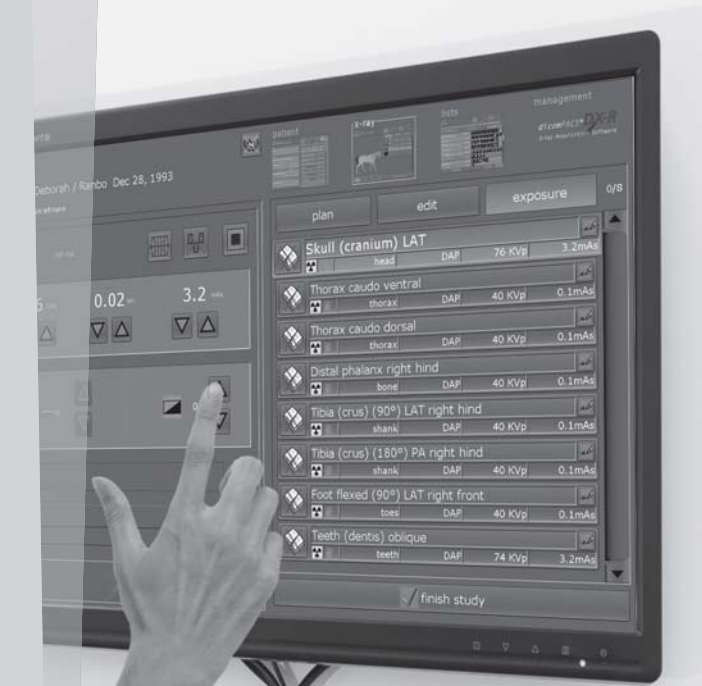 patient
x-ray
lists
management
dicomPACS DX-R
X-Ray Acquisition Software
Deborah / Ranbo Dec 28, 1993
plan
edit
exposure
0/8
0.02
3.2
Skull (cranium) LAT
head DAP 76 KVp 3.2mAs
Thorax caudo ventral
thorax DAP 40 KVp 0.1mAs
Thorax caudo dorsal
thorax DAP 40 KVp 0.1mAs
Distal phalanx right hind
bone DAP 40 KVp 0.1mAs
Tibia (crus) (90°) LAT right hind
shank DAP 40 KVp 0.1mAs
Tibia (crus) (180°) PA right hind
shank DAP 40 KVp 0.1mAs
Foot flexed (90°) LAT right front
toes DAP 40 KVp 0.1mAs
Teeth (dentis) oblique
teeth DAP 74 KVp 3.2mAs
finish study